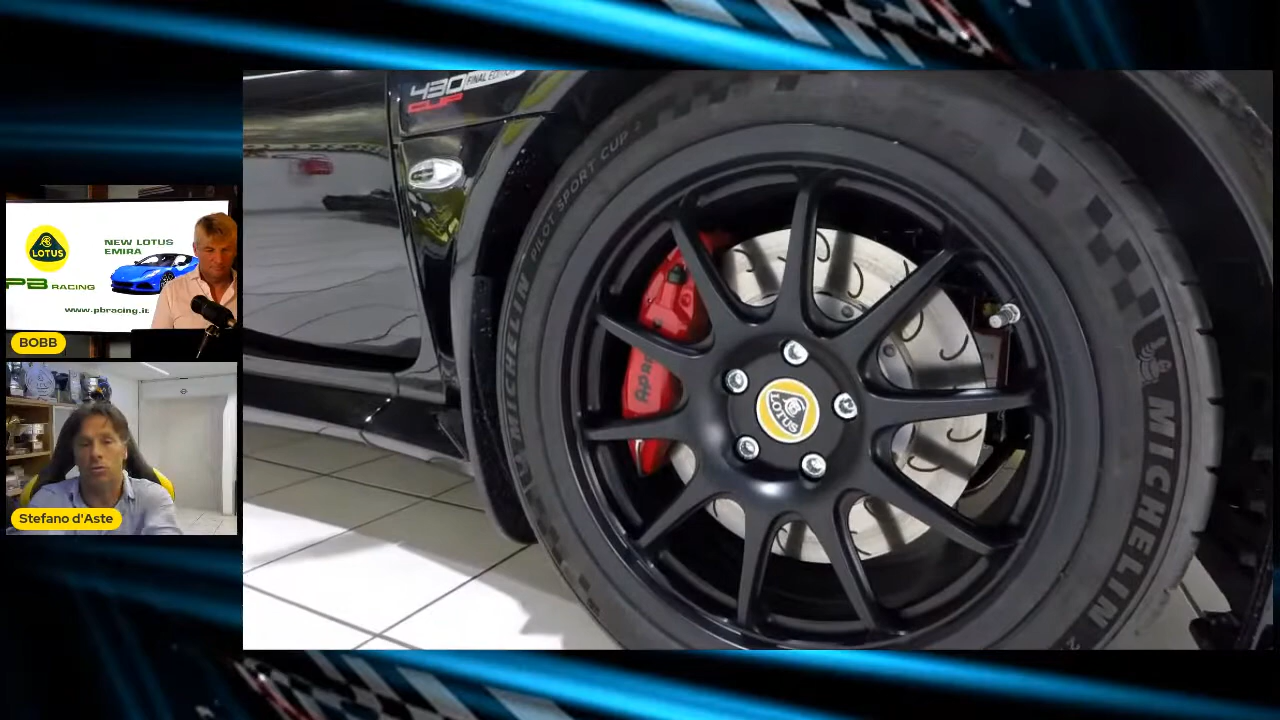 430 FINAL EDITION
CUP
PILOT SPORT CUP 2
MICHELIN
LOTUS
MICHELIN
LOTUS
NEW LOTUS
EMIRA
PB RACING
www.pbracing.it
BOBB
Stefano d'Aste